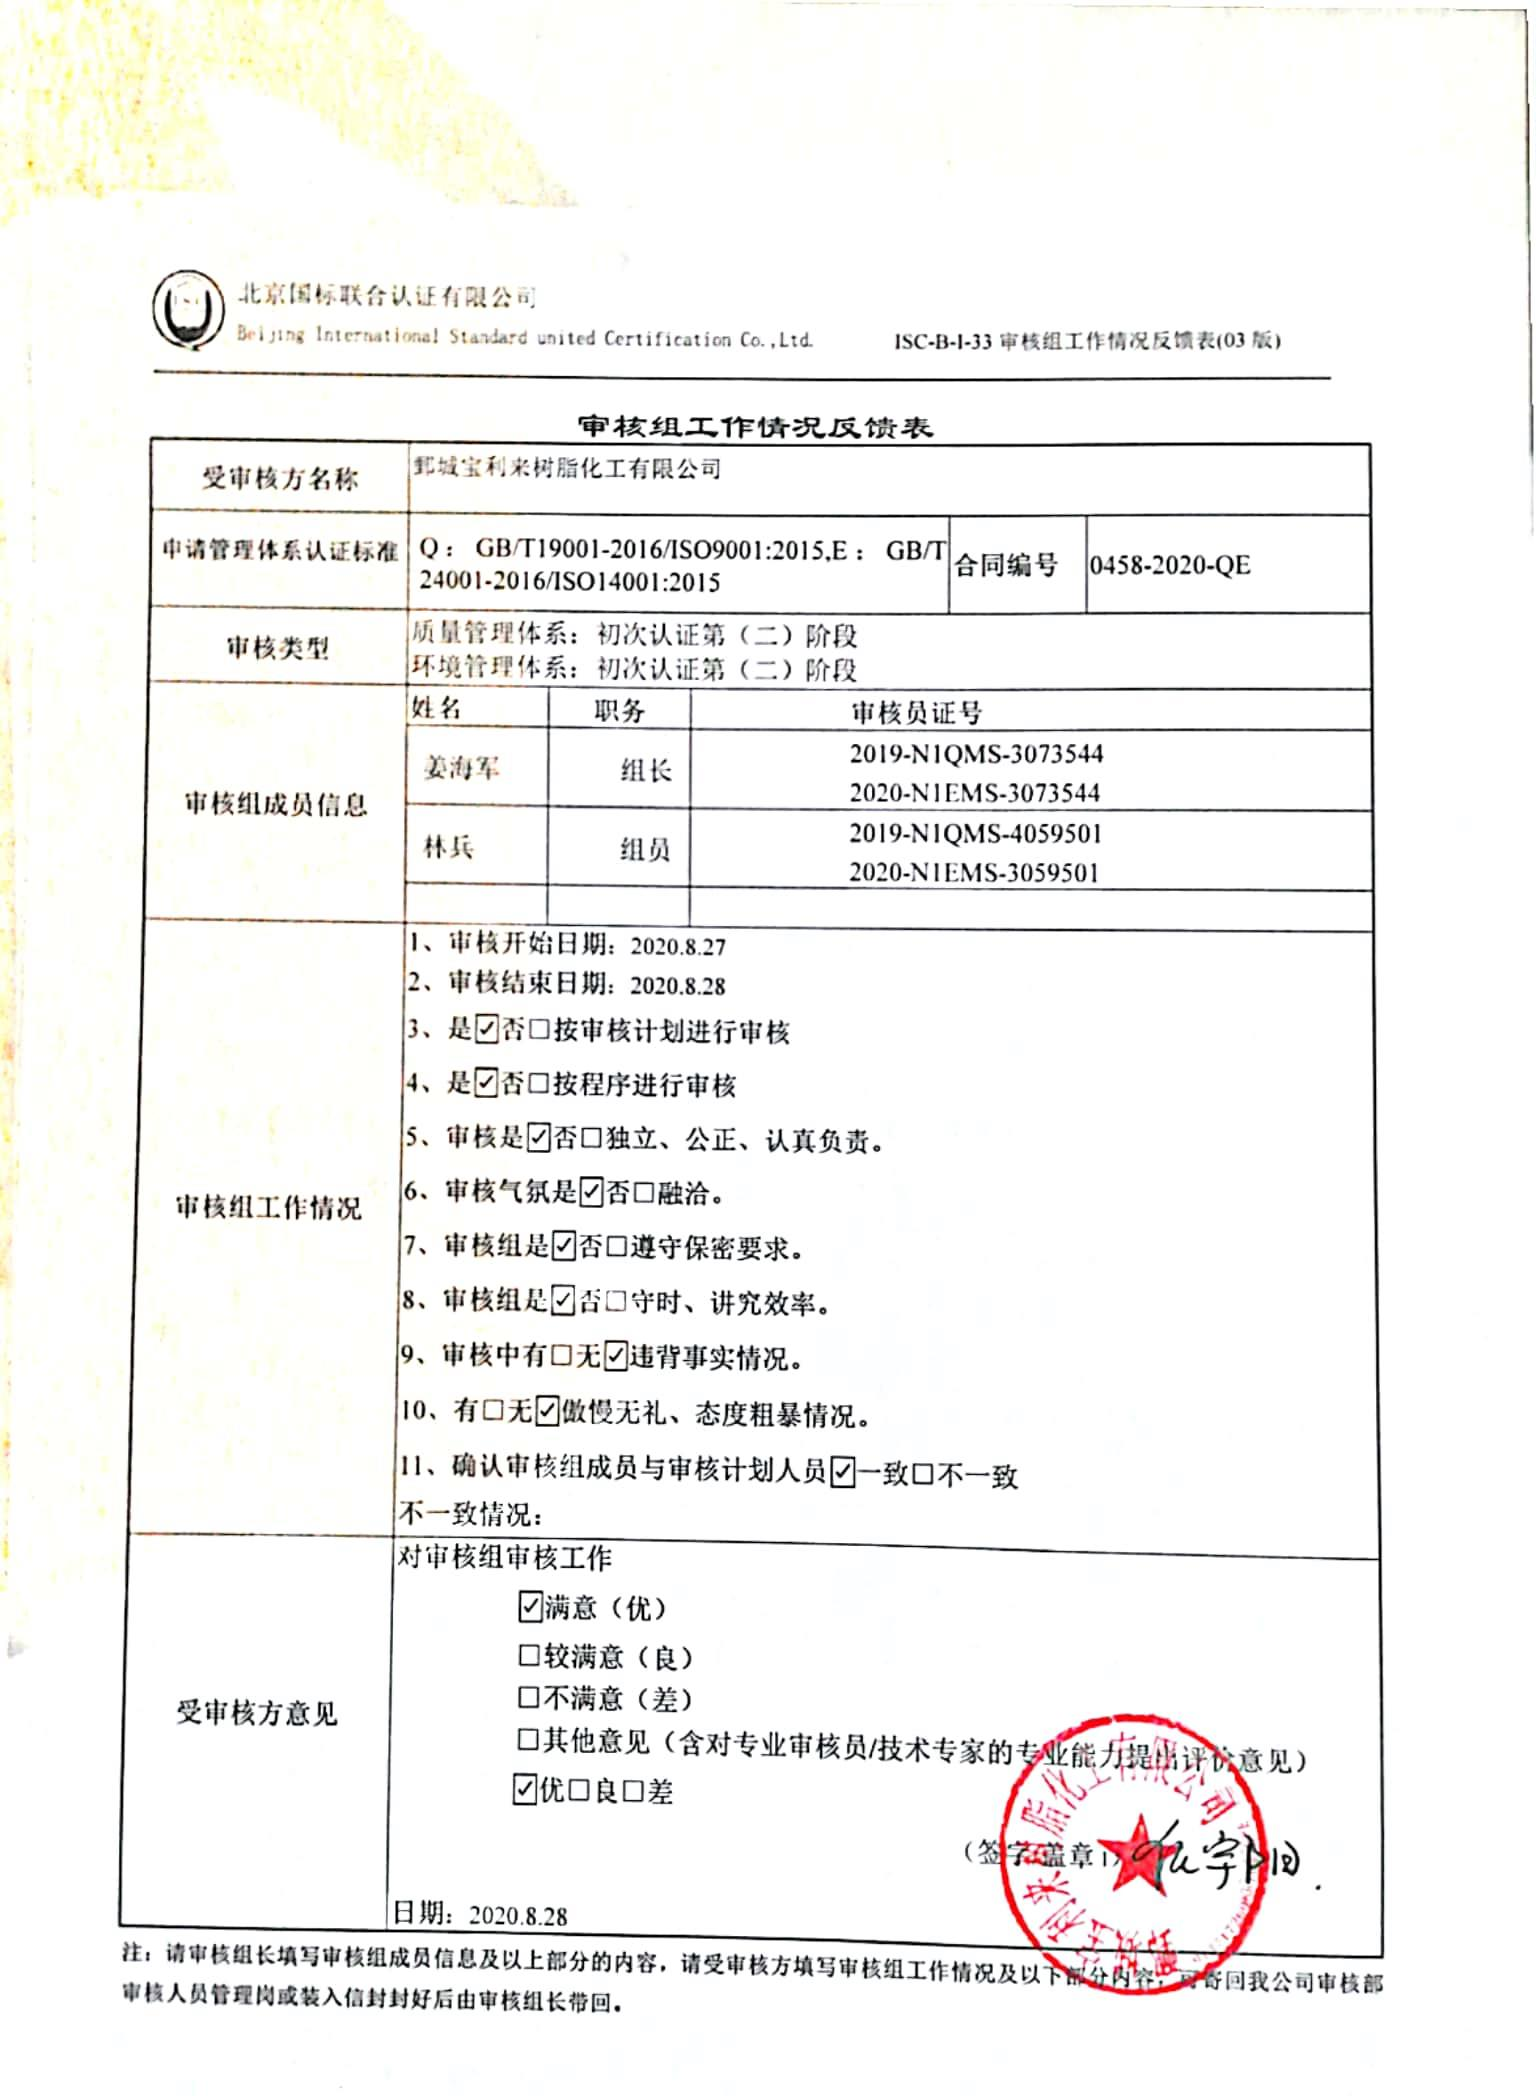 北京国标联合认证有限公司
Beijing International Standard united Certification Co.,Ltd.
ISC-B-I-33 审核组工作情况反馈表(03 版)
审核组工作情况反馈表
受审核方名称
鄄城宝利来树脂化工有限公司
申请管理体系认证标准
Q： GB/T19001-2016/ISO9001:2015,E： GB/T
24001-2016/ISO14001:2015
合同编号
0458-2020-QE
审核类型
质量管理体系：初次认证第（二）阶段
环境管理体系：初次认证第（二）阶段
审核组成员信息
姓名 职务 审核员证号
姜海军 组长 2019-N1QMS-3073544
2020-N1EMS-3073544
林兵 组员 2019-N1QMS-4059501
2020-N1EMS-3059501
审核组工作情况
1、审核开始日期：2020.8.27
2、审核结束日期：2020.8.28
3、是☑否□按审核计划进行审核
4、是☑否□按程序进行审核
5、审核是☑否□独立、公正、认真负责。
6、审核气氛是☑否□融洽。
7、审核组是☑否□遵守保密要求。
8、审核组是☑否□守时、讲究效率。
9、审核中有□无☑违背事实情况。
10、有□无☑傲慢无礼、态度粗暴情况。
11、确认审核组成员与审核计划人员☑一致□不一致
不一致情况：
受审核方意见
对审核组审核工作
☑满意（优）
□较满意（良）
□不满意（差）
□其他意见（含对专业审核员/技术专家的专业能力提出评价意见）
☑优□良□差
（签字 盖章）
鄄城宝利来树脂化工有限公司
日期：2020.8.28
注：请审核组长填写审核组成员信息及以上部分的内容，请受审核方填写审核组工作情况及以下部分内容，可寄回我公司审核部
审核人员管理岗或装入信封封好后由审核组长带回。